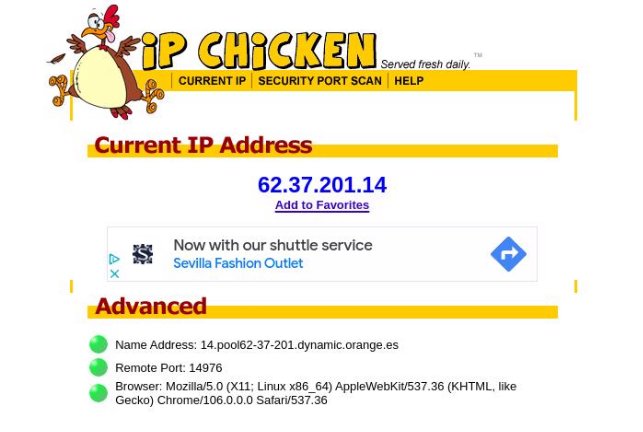 iP CHiCKEN
Served fresh daily.
TM
CURRENT IP
SECURITY PORT SCAN
HELP
Current IP Address
62.37.201.14
Add to Favorites
Now with our shuttle service
Sevilla Fashion Outlet
Advanced
Name Address: 14.pool62-37-201.dynamic.orange.es
Remote Port: 14976
Browser: Mozilla/5.0 (X11; Linux x86_64) AppleWebKit/537.36 (KHTML, like
Gecko) Chrome/106.0.0.0 Safari/537.36